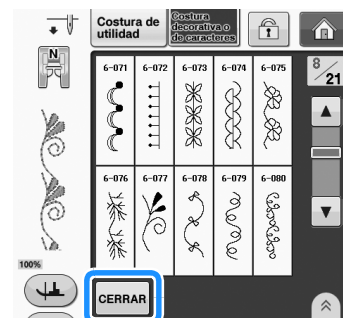 Costura de
utilidad
Costura
decorativa o
de caracteres
N
6-071 6-072 6-073 6-074 6-075
8/21
6-076 6-077 6-078 6-079 6-080
100%
CERRAR